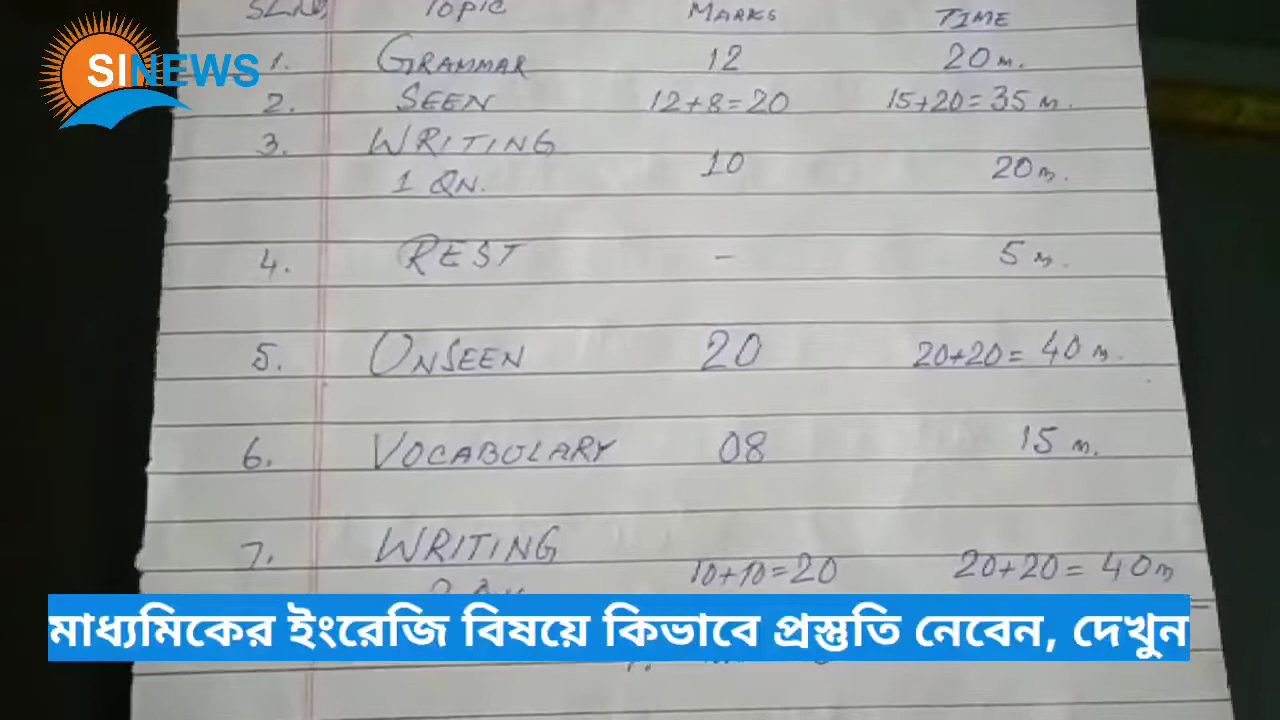 SL.NO. TOPIC MARKS TIME
SINEWS
1. GRAMMAR 12 20 m.
2. SEEN 12+8=20 15+20=35 m.
3. WRITING
1 QN. 10 20 m.
4. REST - 5 m.
5. UNSEEN 20 20+20= 40 m.
6. VOCABULARY 08 15 m.
7. WRITING
10+10=20 20+20= 40 m
মাধ্যমিকের ইংরেজি বিষয়ে কিভাবে প্রস্তুতি নেবেন, দেখুন